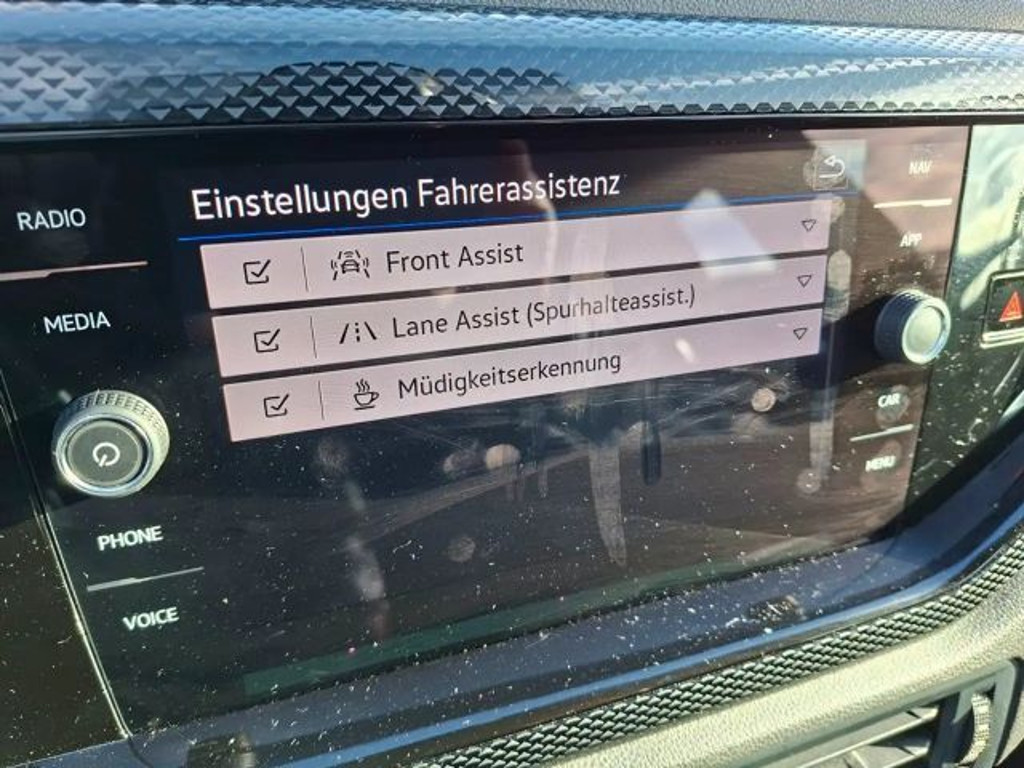 Einstellungen Fahrerassistenz
Front Assist
Lane Assist (Spurhalteassist.)
Müdigkeitserkennung
RADIO
MEDIA
PHONE
VOICE
NAV
APP
CAR
MENU